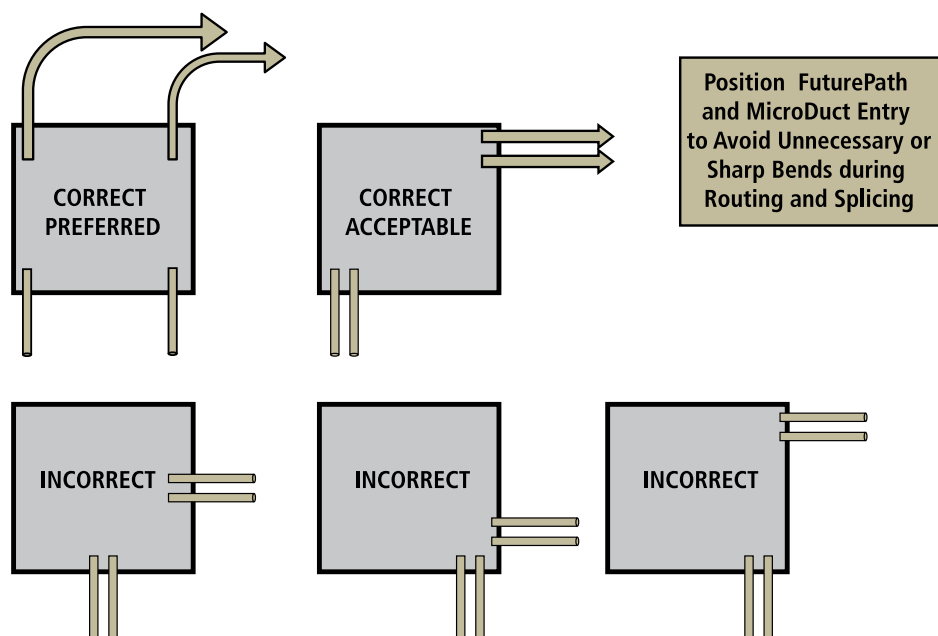 CORRECT
PREFERRED
CORRECT
ACCEPTABLE
Position FuturePath
and MicroDuct Entry
to Avoid Unnecessary or
Sharp Bends during
Routing and Splicing
INCORRECT
INCORRECT
INCORRECT